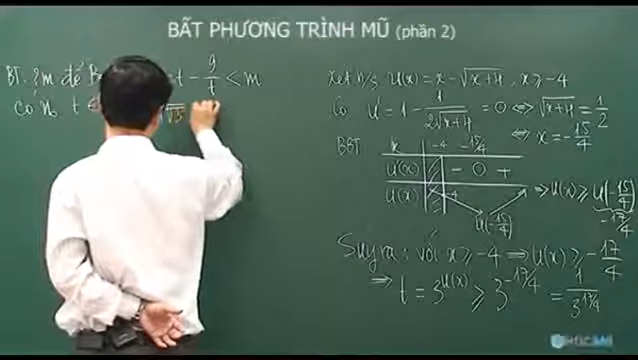 BẤT PHƯƠNG TRÌNH MŨ (phần 2)
BT. ?m để B = t - 9/t < m
có n₀ t ∈
Xét h/s u(x) = x - √(x+4), x ≥ -4
Có u' = 1 - 1/(2√(x+4)) = 0 ⇔ √(x+4) = 1/2
⇔ x = -15/4
BBT x -4 -15/4
u'(x) - 0 +
u(x) -4 u(-15/4) ⇒ u(x) ≥ u(-15/4)
-17/4
Suy ra: với x ≥ -4 ⇒ u(x) ≥ -17/4
⇒ t = 3^u(x) ≥ 3^(-17/4) = 1/3^(17/4)